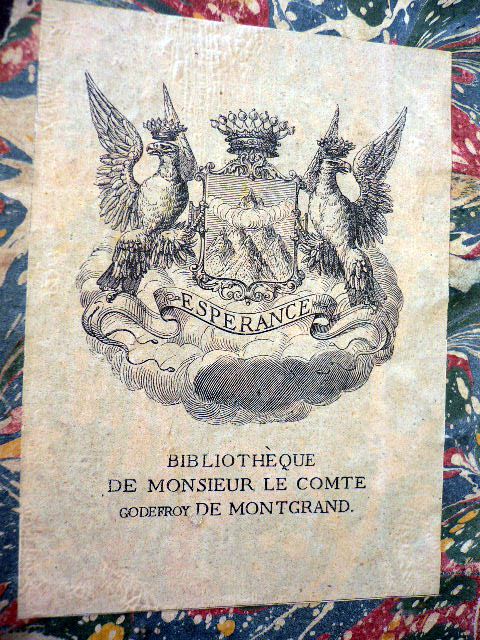 ESPERANCE
BIBLIOTHÈQUE
DE MONSIEUR LE COMTE
GODEFROY DE MONTGRAND.